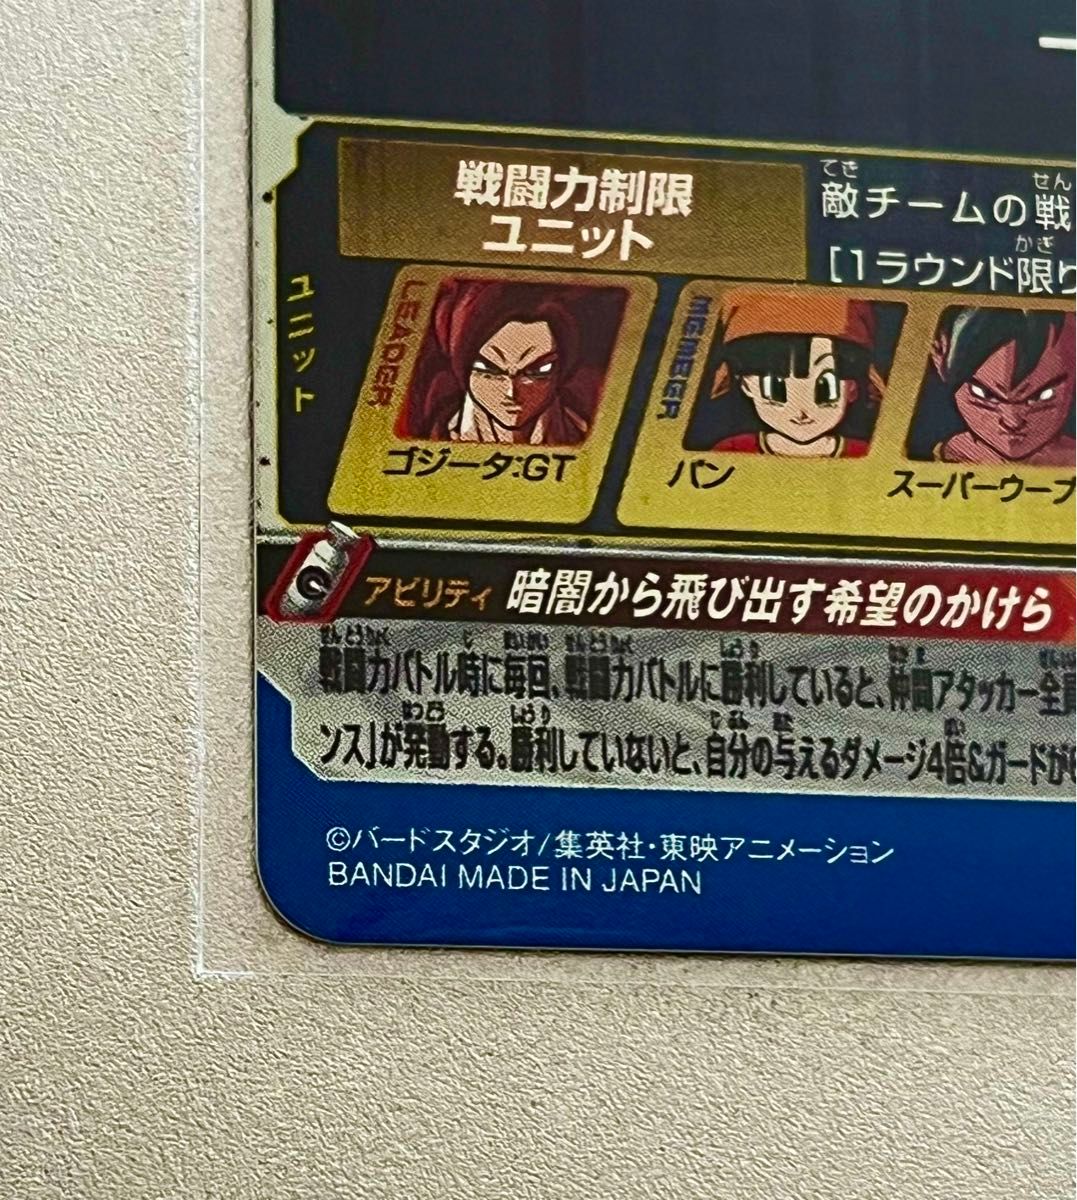 戦闘力制限
ユニット
敵チームの戦
[1ラウンド限り
ユニット
LEADER
ゴジータ:GT
MEMBER
パン
スーパーウーブ
アビリティ 暗闇から飛び出す希望のかけら
戦闘力バトル時に毎回、戦闘力バトルに勝利していると、仲間アタッカー全員
ンス」が発動する。勝利していないと、自分の与えるダメージ4倍&ガードが
©バードスタジオ/集英社・東映アニメーション
BANDAI MADE IN JAPAN